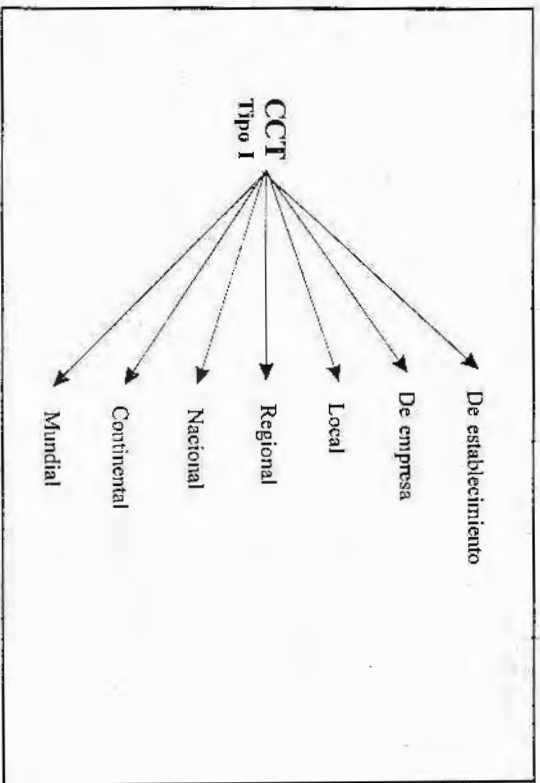 CCT
Tipo I
De establecimiento
De empresa
Local
Regional
Nacional
Continental
Mundial